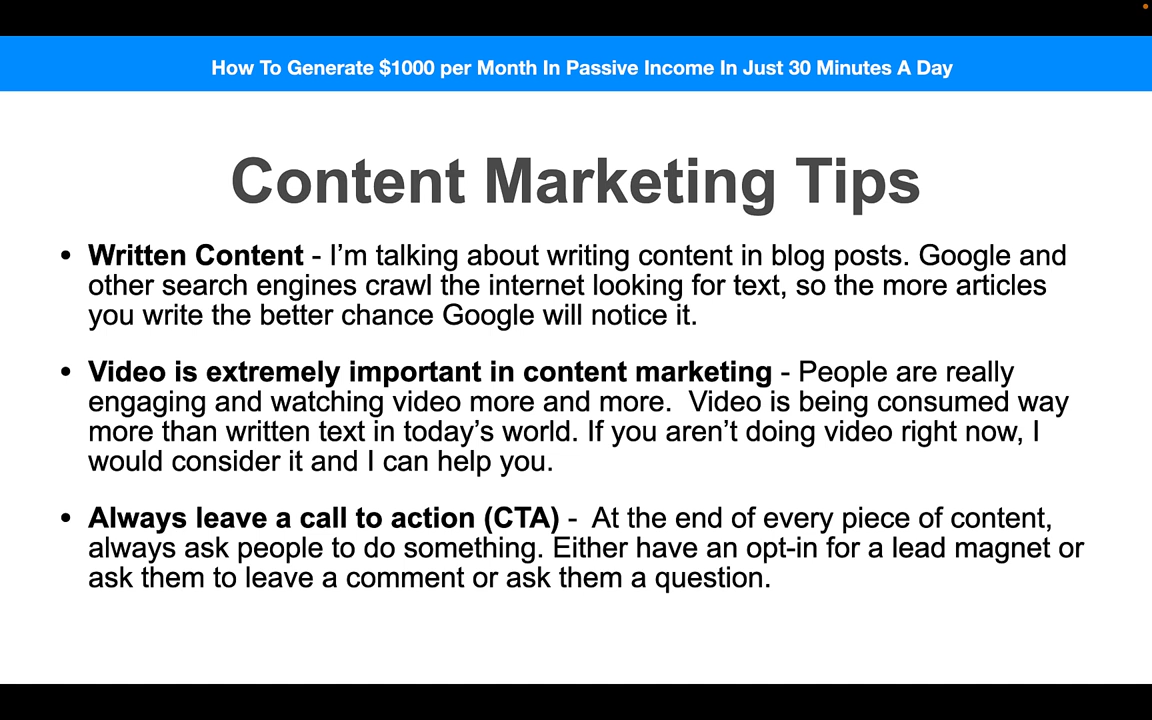 How To Generate $1000 per Month In Passive Income In Just 30 Minutes A Day
Content Marketing Tips
• Written Content - I’m talking about writing content in blog posts. Google and
other search engines crawl the internet looking for text, so the more articles
you write the better chance Google will notice it.
• Video is extremely important in content marketing - People are really
engaging and watching video more and more.  Video is being consumed way
more than written text in today’s world. If you aren’t doing video right now, I
would consider it and I can help you.
• Always leave a call to action (CTA) -  At the end of every piece of content,
always ask people to do something. Either have an opt-in for a lead magnet or
ask them to leave a comment or ask them a question.